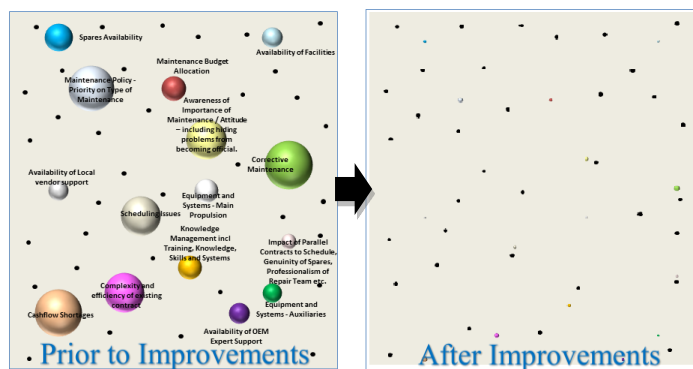 Spares Availability
Availability of Facilities
Maintenance Budget
Allocation
Maintenance Policy -
Priority on Type of
Maintenance
Awareness of
Importance of
Maintenance / Attitude
– including hiding
problems from
becoming official.
Corrective
Maintenance
Availability of Local
vendor support
Equipment and
Systems - Main
Propulsion
Scheduling Issues
Knowledge
Management incl
Training, Knowledge,
Skills and Systems
Impact of Parallel
Contracts to Schedule,
Genuinity of Spares,
Professionalism of
Repair Team etc.
Complexity and
efficiency of existing
contract
Cashflow Shortages
Equipment and
Systems - Auxiliaries
Availability of OEM
Expert Support
Prior to Improvements
After Improvements